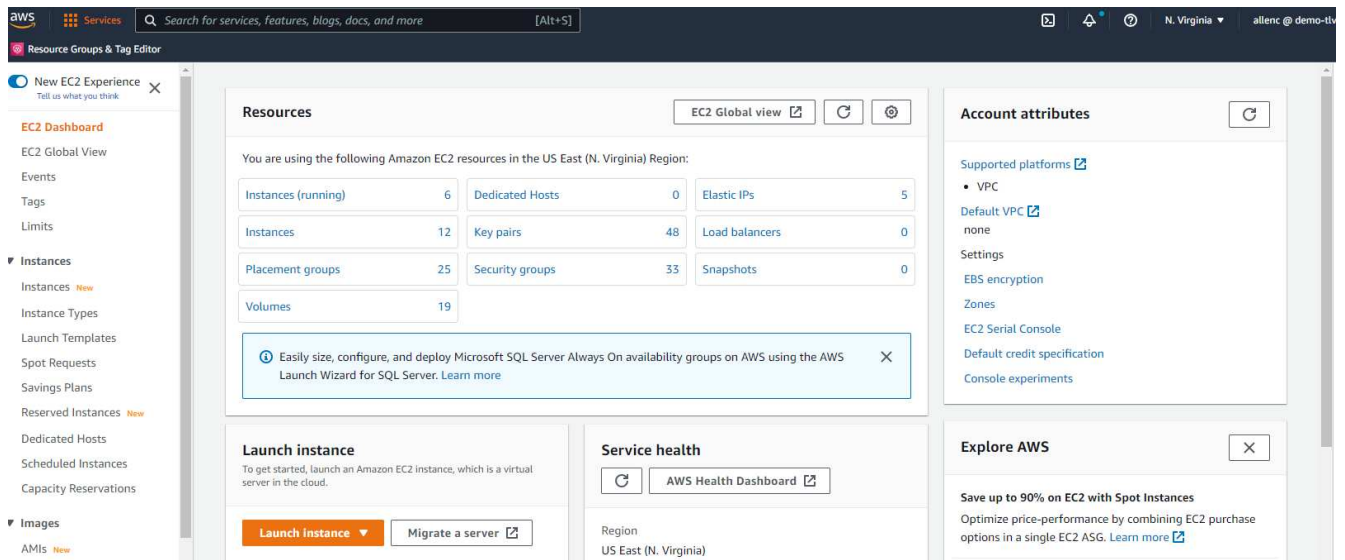 aws
Services
Search for services, features, blogs, docs, and more [Alt+S]
N. Virginia ▼
allenc @ demo-tlv
Resource Groups & Tag Editor
New EC2 Experience
Tell us what you think
EC2 Dashboard
EC2 Global View
Events
Tags
Limits
Instances
Instances New
Instance Types
Launch Templates
Spot Requests
Savings Plans
Reserved Instances New
Dedicated Hosts
Scheduled Instances
Capacity Reservations
Images
AMIs New
Resources
EC2 Global view
You are using the following Amazon EC2 resources in the US East (N. Virginia) Region:
Instances (running) 6
Dedicated Hosts 0
Elastic IPs 5
Instances 12
Key pairs 48
Load balancers 0
Placement groups 25
Security groups 33
Snapshots 0
Volumes 19
Easily size, configure, and deploy Microsoft SQL Server Always On availability groups on AWS using the AWS
Launch Wizard for SQL Server. Learn more
Launch instance
To get started, launch an Amazon EC2 instance, which is a virtual
server in the cloud.
Launch instance ▼
Migrate a server
Service health
AWS Health Dashboard
Region
US East (N. Virginia)
Account attributes
Supported platforms
• VPC
Default VPC
none
Settings
EBS encryption
Zones
EC2 Serial Console
Default credit specification
Console experiments
Explore AWS
Save up to 90% on EC2 with Spot Instances
Optimize price-performance by combining EC2 purchase
options in a single EC2 ASG. Learn more